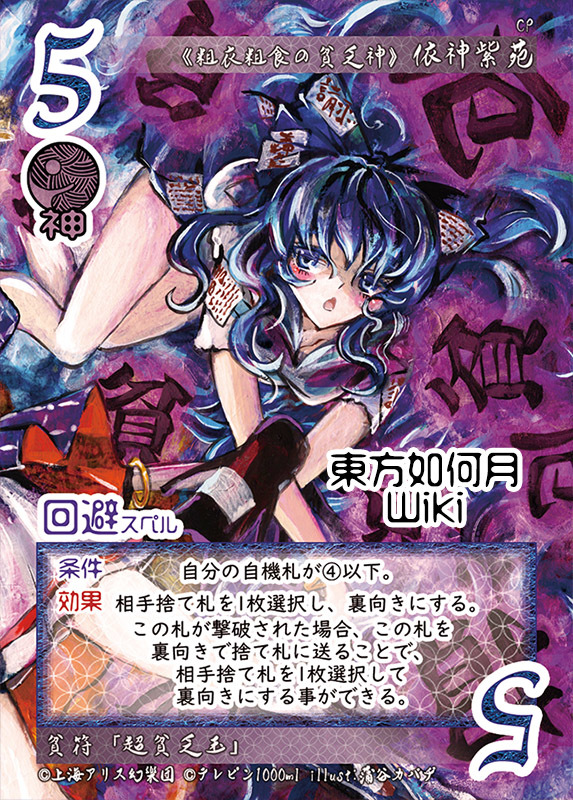 CP
5
《粗衣粗食の貧乏神》依神紫苑
神
貧
貧
東方如何月
Wiki
回避スペル
条件 自分の自機札が④以下。
効果 相手捨て札を1枚選択し、裏向きにする。
この札が撃破された場合、この札を
裏向きで捨て札に送ることで、
相手捨て札を1枚選択して
裏向きにする事ができる。
5
貧符「超貧乏玉」
©上海アリス幻樂団 ©テレピン1000ml illust:蒲谷カバヂ